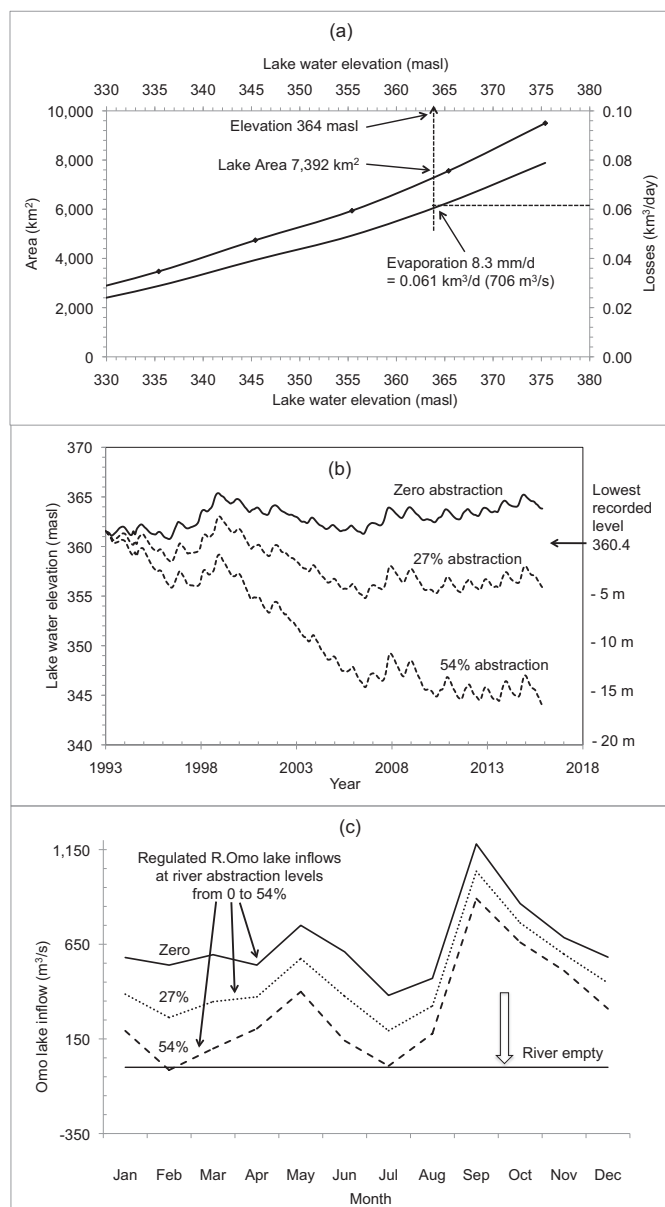 (a)
Lake water elevation (masl)
330 335 340 345 350 355 360 365 370 375 380
10,000
8,000
6,000
4,000
2,000
0
Area (km²)
0.10
0.08
0.06
0.04
0.02
0.00
Losses (km³/day)
Elevation 364 masl
Lake Area 7,392 km²
Evaporation 8.3 mm/d
= 0.061 km³/d (706 m³/s)
330 335 340 345 350 355 360 365 370 375 380
Lake water elevation (masl)
(b)
370
365
360
355
350
345
340
Lake water elevation (masl)
Zero abstraction
27% abstraction
54% abstraction
Lowest
recorded
level
360.4
- 5 m
- 10 m
- 15 m
- 20 m
1993 1998 2003 2008 2013 2018
Year
(c)
1,150
650
150
-350
Omo lake inflow (m³/s)
Regulated R.Omo lake inflows
at river abstraction levels
from 0 to 54%
Zero
27%
54%
River empty
Jan Feb Mar Apr May Jun Jul Aug Sep Oct Nov Dec
Month